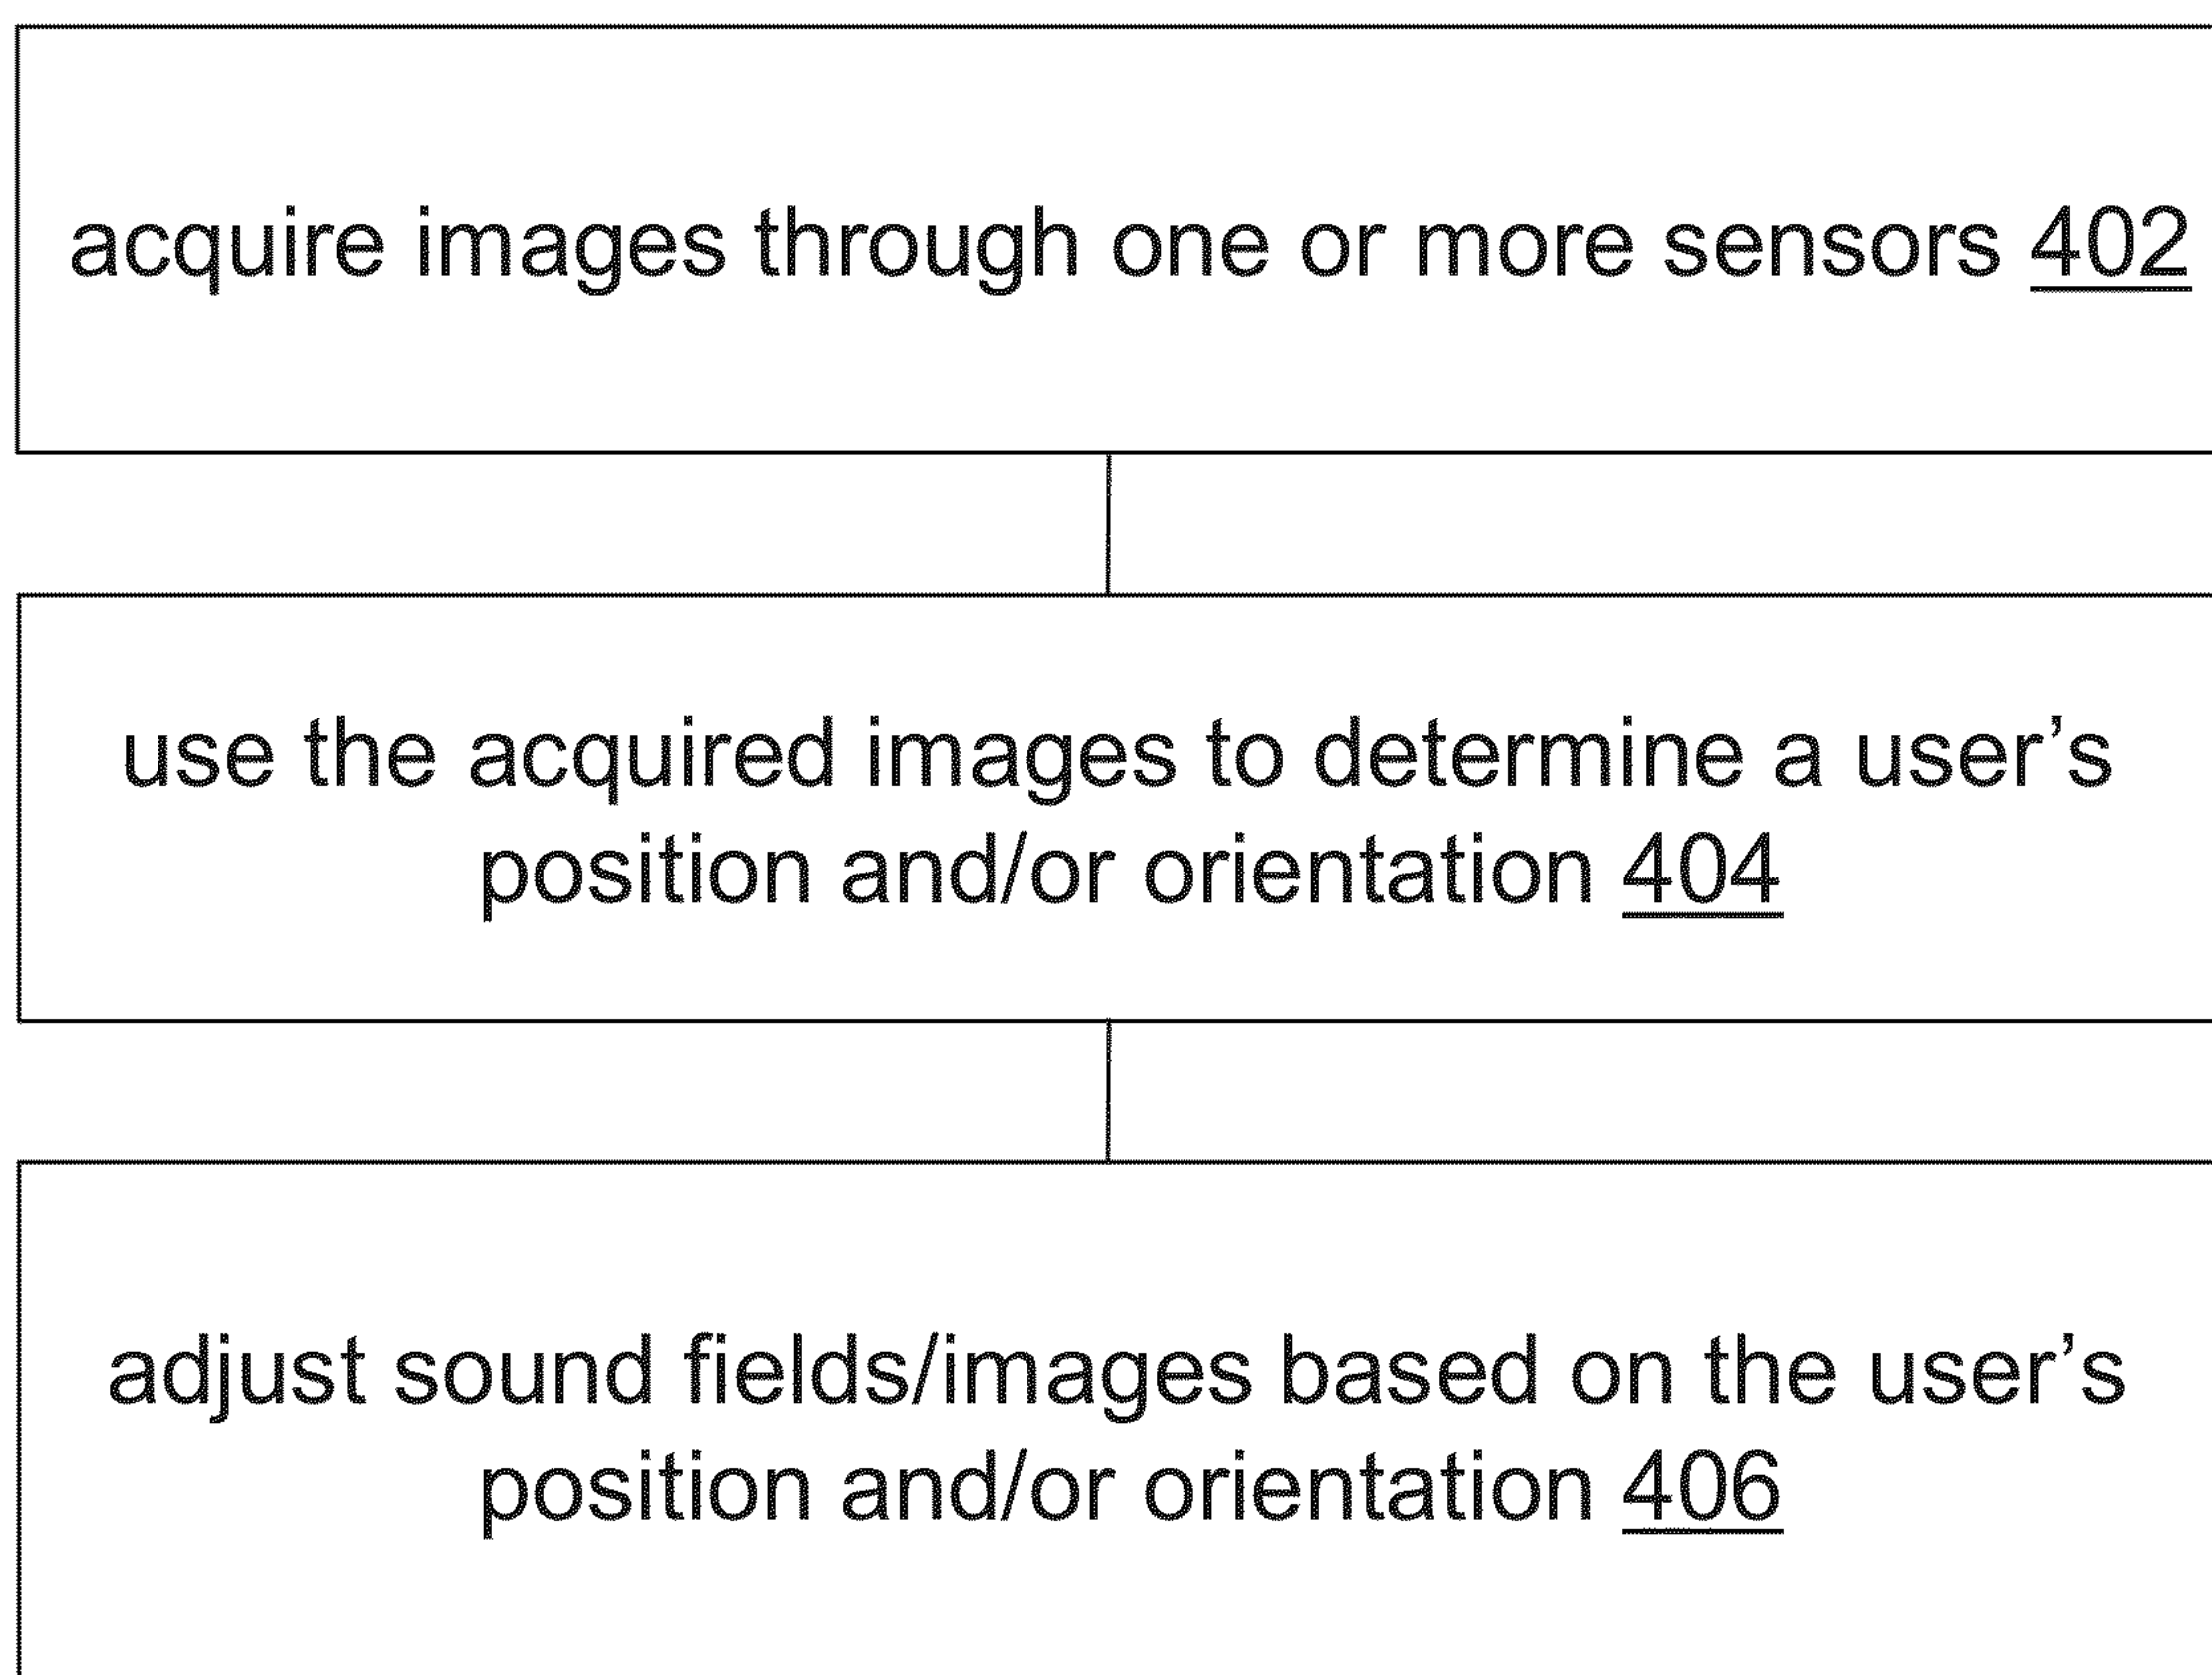 acquire images through one or more sensors 402
use the acquired images to determine a user’s
position and/or orientation 404
adjust sound fields/images based on the user’s
position and/or orientation 406